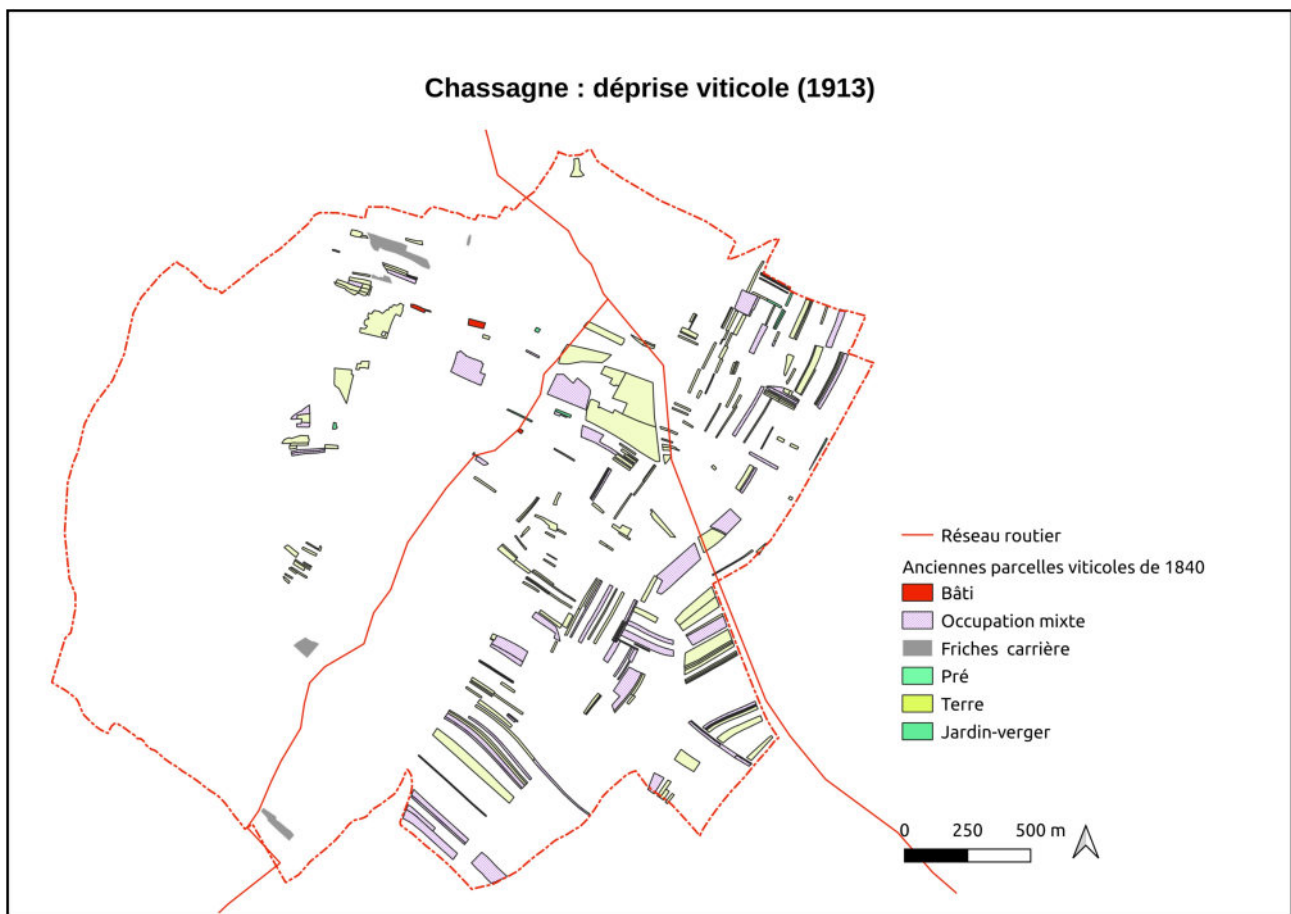 Chassagne : déprise viticole (1913)
Réseau routier
Anciennes parcelles viticoles de 1840
Bâti
Occupation mixte
Friches carrière
Pré
Terre
Jardin-verger
0 250 500 m